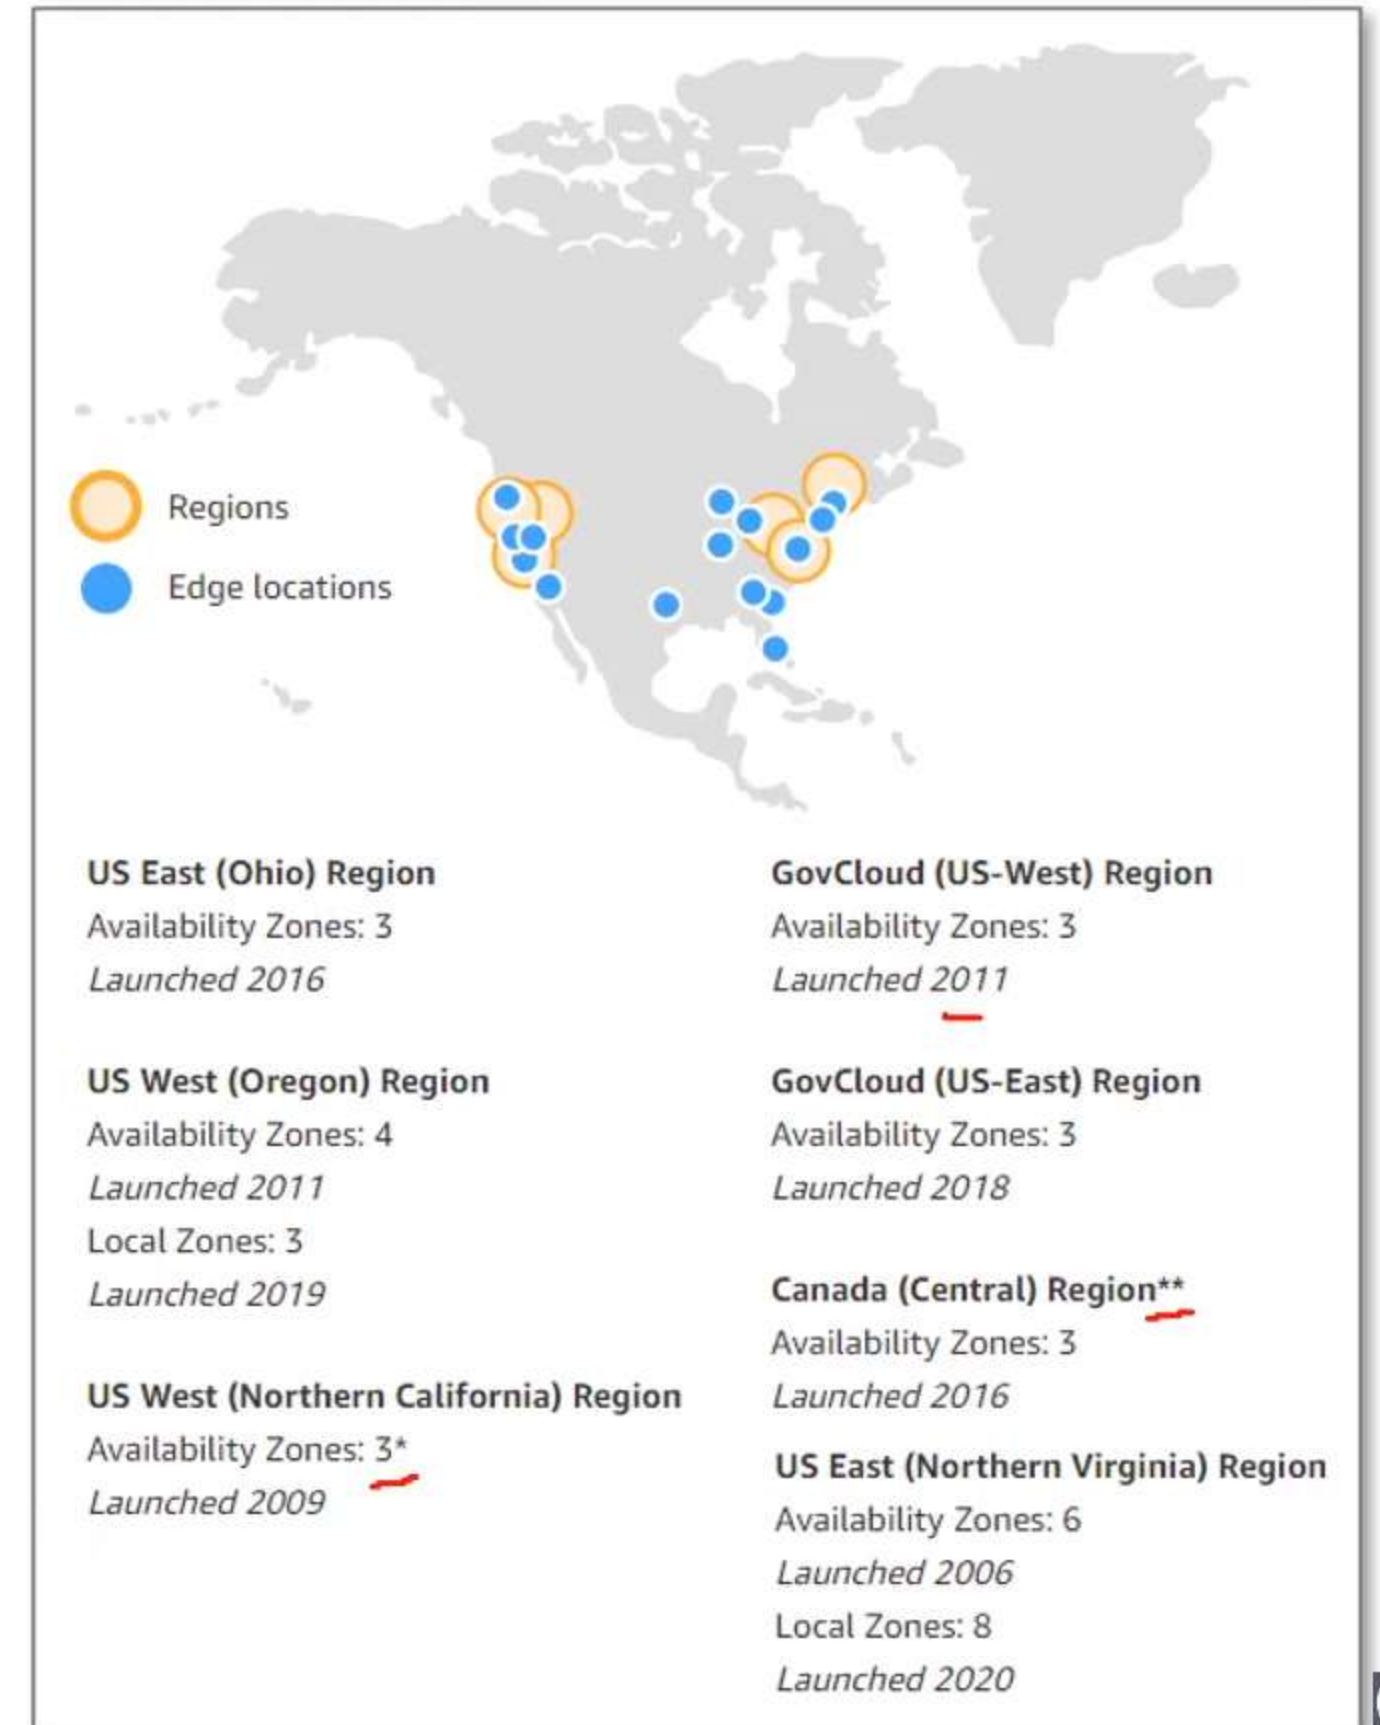 Regions
Edge locations
US East (Ohio) Region
Availability Zones: 3
Launched 2016
US West (Oregon) Region
Availability Zones: 4
Launched 2011
Local Zones: 3
Launched 2019
US West (Northern California) Region
Availability Zones: 3*
Launched 2009
GovCloud (US-West) Region
Availability Zones: 3
Launched 2011
GovCloud (US-East) Region
Availability Zones: 3
Launched 2018
Canada (Central) Region**
Availability Zones: 3
Launched 2016
US East (Northern Virginia) Region
Availability Zones: 6
Launched 2006
Local Zones: 8
Launched 2020